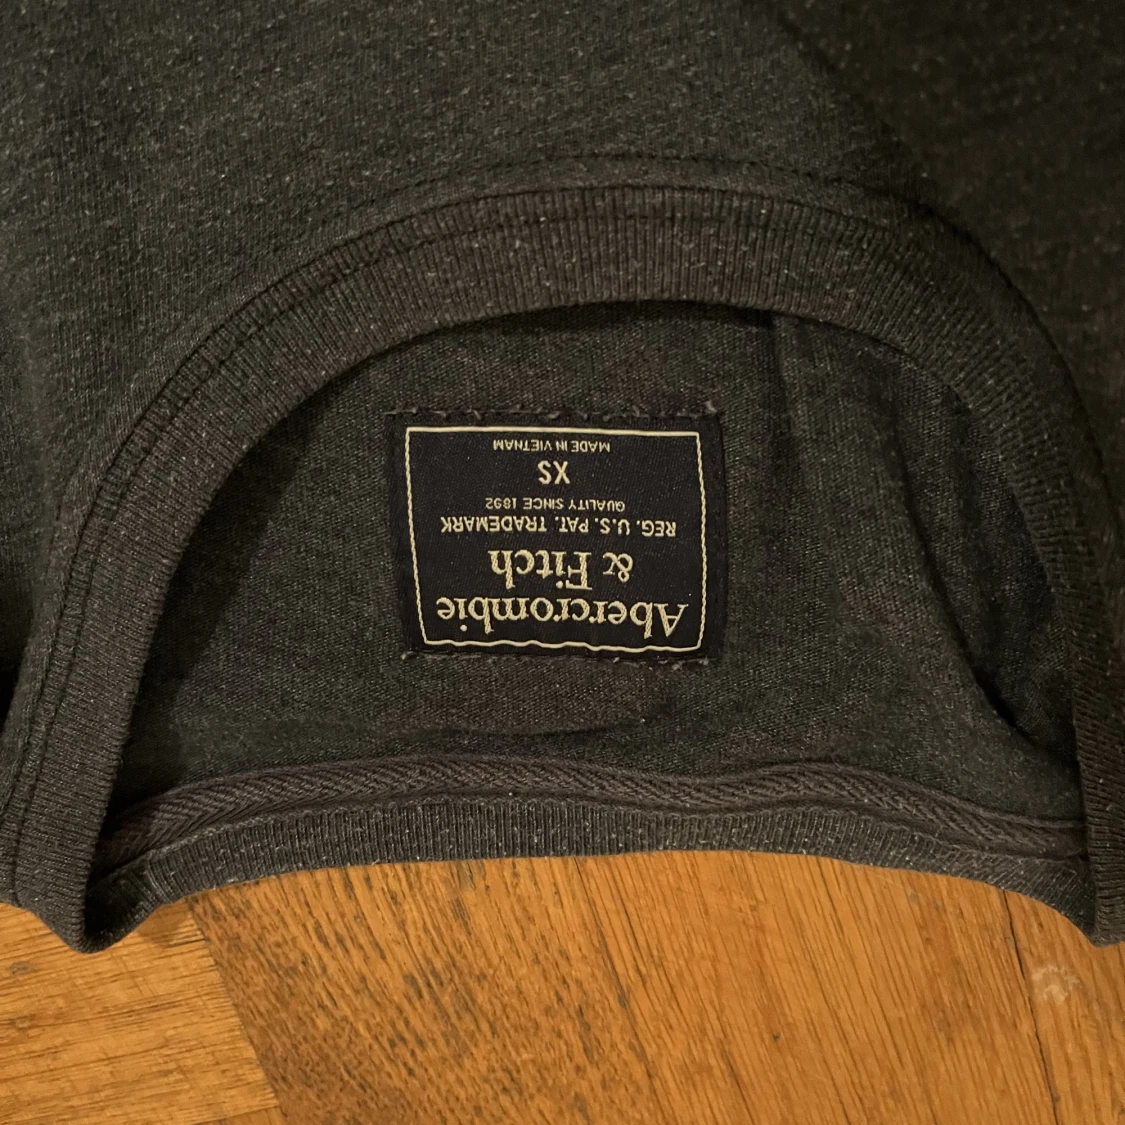 Abercrombie
& Fitch
REG. U.S. PAT. TRADEMARK
QUALITY SINCE 1892
XS
MADE IN VIETNAM